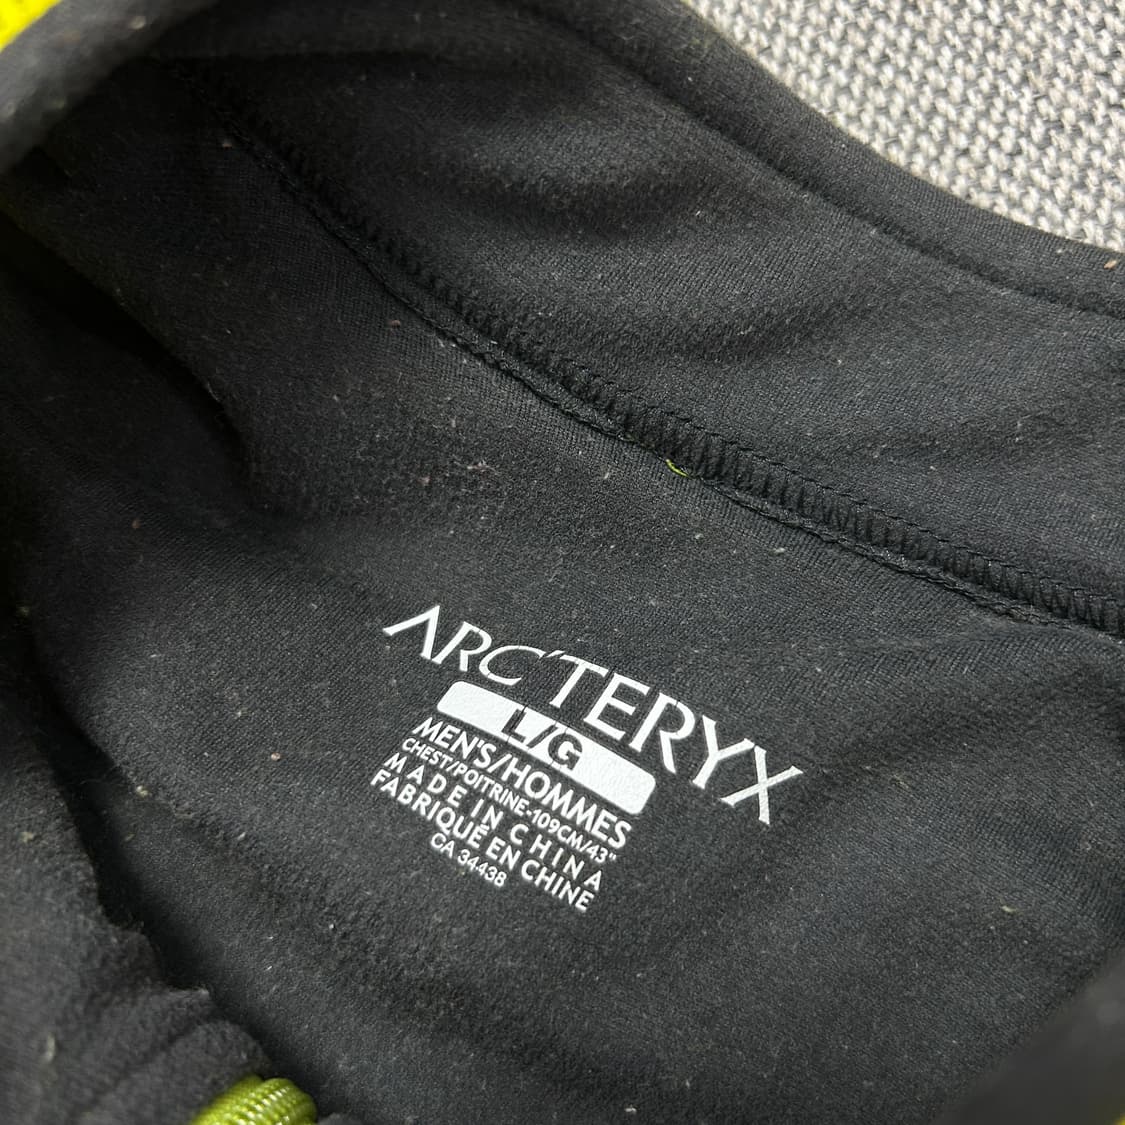 ARC'TERYX
L/G
MEN'S/HOMMES
CHEST/POITRINE-109CM/43"
MADE IN CHINA
FABRIQUÉ EN CHINE
CA 34438